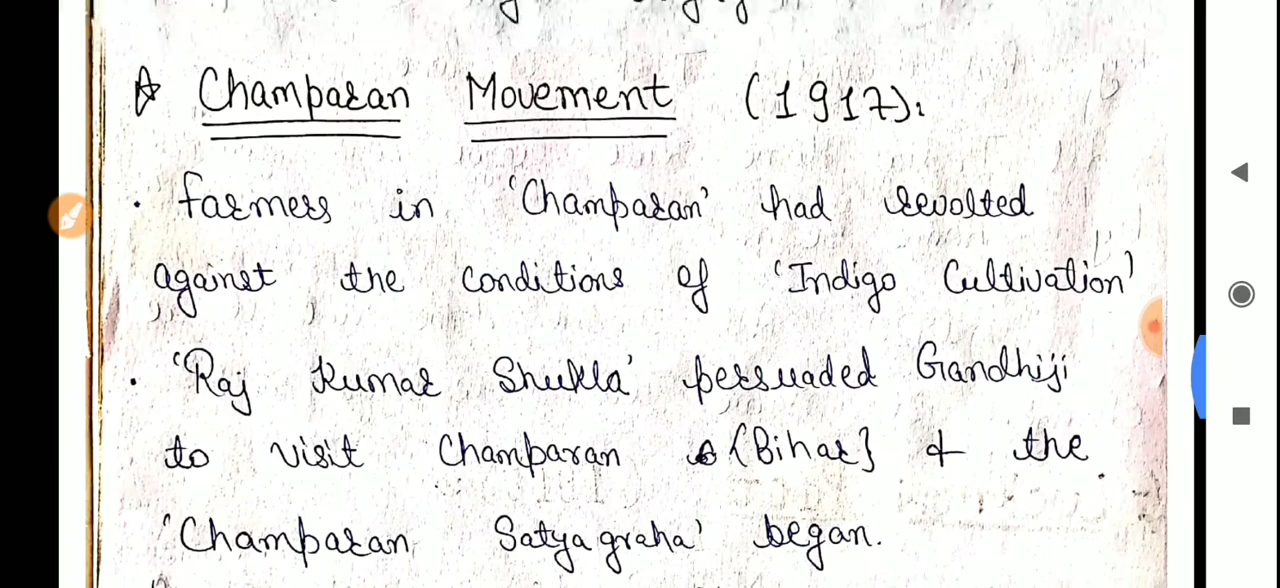 ☆ Champaran Movement (1917):
· farmers in 'Champaran' had revolted
against the conditions of 'Indigo Cultivation'
· 'Raj Kumar Shukla' persuaded Gandhiji
to visit Champaran {Bihar} & the
'Champaran Satyagraha' began.